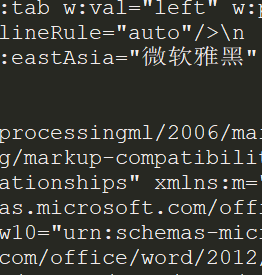 :tab w:val="left" w:p
lineRule="auto"/>\n
:eastAsia="微软雅黑"
processingml/2006/mai
g/markup-compatibilit
ationships" xmlns:m="
as.microsoft.com/offi
w10="urn:schemas-micr
com/office/word/2012/